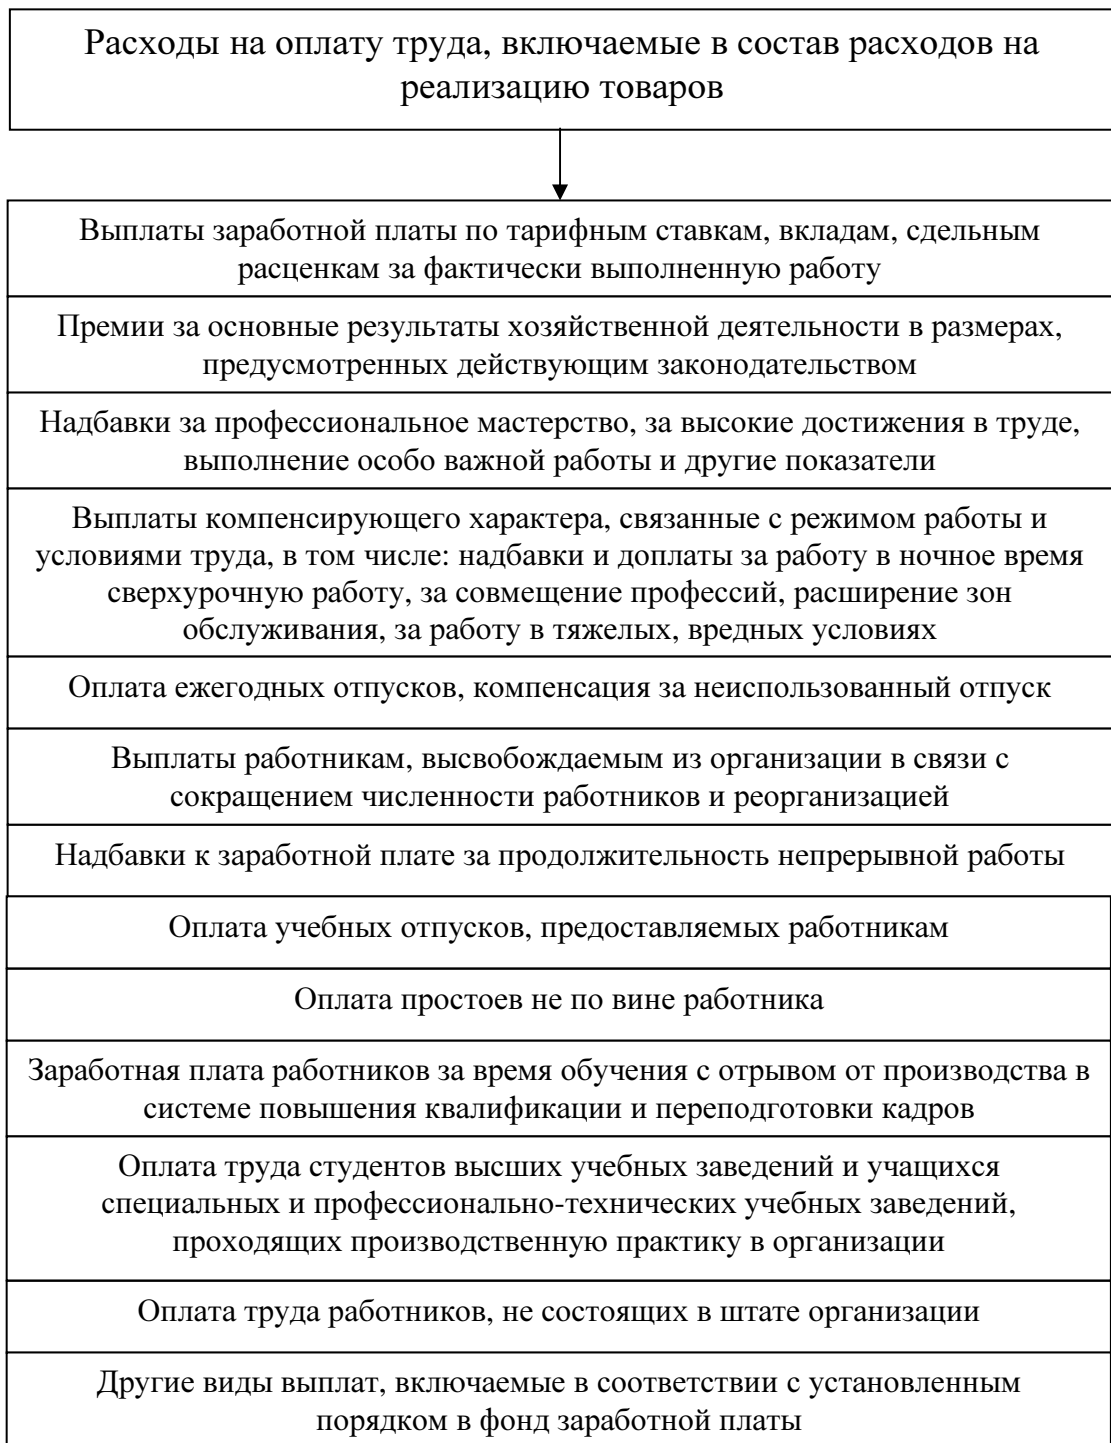 Расходы на оплату труда, включаемые в состав расходов на
реализацию товаров
Выплаты заработной платы по тарифным ставкам, вкладам, сдельным
расценкам за фактически выполненную работу
Премии за основные результаты хозяйственной деятельности в размерах,
предусмотренных действующим законодательством
Надбавки за профессиональное мастерство, за высокие достижения в труде,
выполнение особо важной работы и другие показатели
Выплаты компенсирующего характера, связанные с режимом работы и
условиями труда, в том числе: надбавки и доплаты за работу в ночное время
сверхурочную работу, за совмещение профессий, расширение зон
обслуживания, за работу в тяжелых, вредных условиях
Оплата ежегодных отпусков, компенсация за неиспользованный отпуск
Выплаты работникам, высвобождаемым из организации в связи с
сокращением численности работников и реорганизацией
Надбавки к заработной плате за продолжительность непрерывной работы
Оплата учебных отпусков, предоставляемых работникам
Оплата простоев не по вине работника
Заработная плата работников за время обучения с отрывом от производства в
системе повышения квалификации и переподготовки кадров
Оплата труда студентов высших учебных заведений и учащихся
специальных и профессионально-технических учебных заведений,
проходящих производственную практику в организации
Оплата труда работников, не состоящих в штате организации
Другие виды выплат, включаемые в соответствии с установленным
порядком в фонд заработной платы